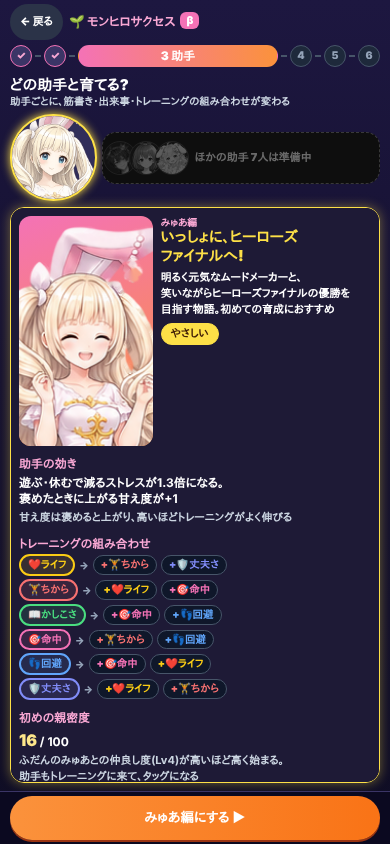 ← 戻る
🌱 モンヒロサクセス β
✓ ✓ 3 助手 4 5 6
どの助手と育てる?
助手ごとに、筋書き・出来事・トレーニングの組み合わせが変わる
ほかの助手 7人は準備中
みゅあ編
いっしょに、ヒーローズ
ファイナルへ!
明るく元気なムードメーカーと、
笑いながらヒーローズファイナルの優勝を
目指す物語。初めての育成におすすめ
やさしい
助手の効き
遊ぶ・休むで減るストレスが1.3倍になる。
褒めたときに上がる甘え度が+1
甘え度は褒めると上がり、高いほどトレーニングがよく伸びる
トレーニングの組み合わせ
❤️ライフ → +🏋️ちから +🛡️丈夫さ
🏋️ちから → +❤️ライフ +🎯命中
📖かしこさ → +🎯命中 +👣回避
🎯命中 → +🏋️ちから +👣回避
👣回避 → +🎯命中 +❤️ライフ
🛡️丈夫さ → +❤️ライフ +🏋️ちから
初めの親密度
16 / 100
ふだんのみゅあとの仲良し度(Lv4)が高いほど高く始まる。
助手もトレーニングに来て、タッグになる
みゅあ編にする ▶